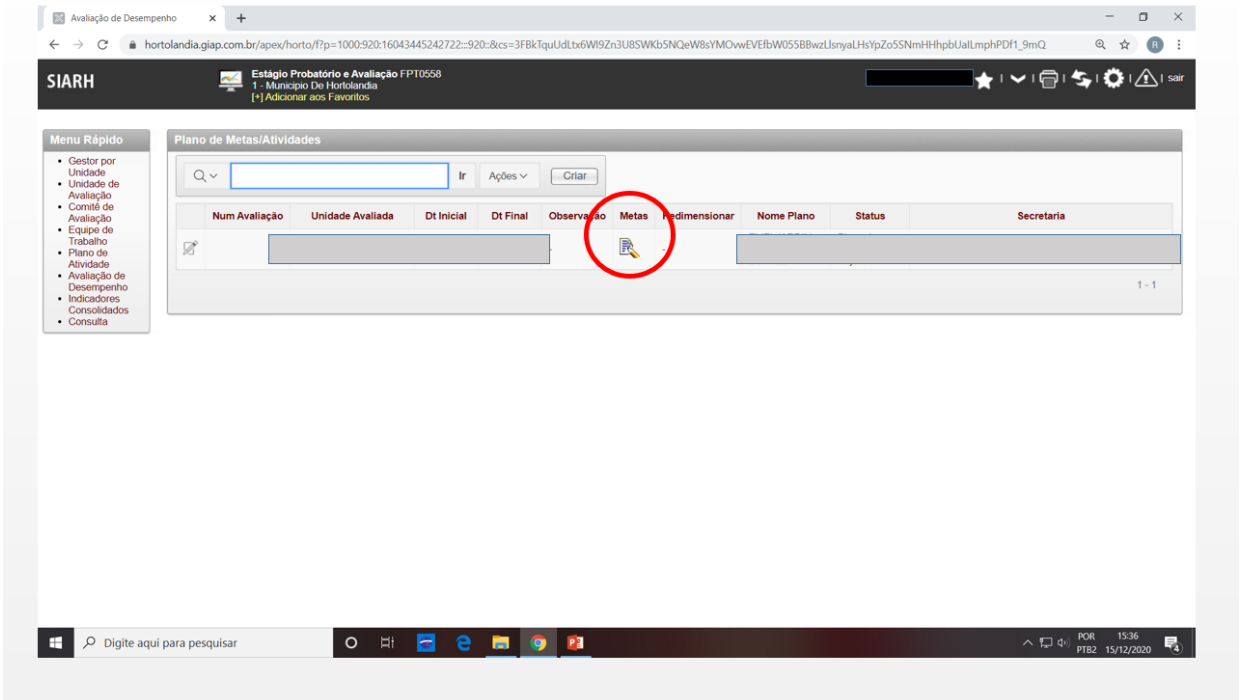 Avaliação de Desempenho
hortolandia.giap.com.br/apex/horto/f?p=1000:920:16043445242722:::920::&cs=3FBkTquUdLtx6WI9Zn3U8SWKb5NQeW8sYMOvwEVEfbW055BBwzLlsnyaLHsYpZo5SNmHHhpbUaILmphPDf1_9mQ
R
SIARH
Estágio Probatório e Avaliação FPT0558
1 - Municipio De Hortolandia
[+] Adicionar aos Favoritos
sair
Menu Rápido
Gestor por
Unidade
Unidade de
Avaliação
Comitê de
Avaliação
Equipe de
Trabalho
Plano de
Atividade
Avaliação de
Desempenho
Indicadores
Consolidados
Consulta
Plano de Metas/Atividades
Ir Ações Criar
Num Avaliação Unidade Avaliada Dt Inicial Dt Final Observação Metas Redimensionar Nome Plano Status Secretaria
- -
1 - 1
Digite aqui para pesquisar
POR 15:36
PTB2 15/12/2020
4